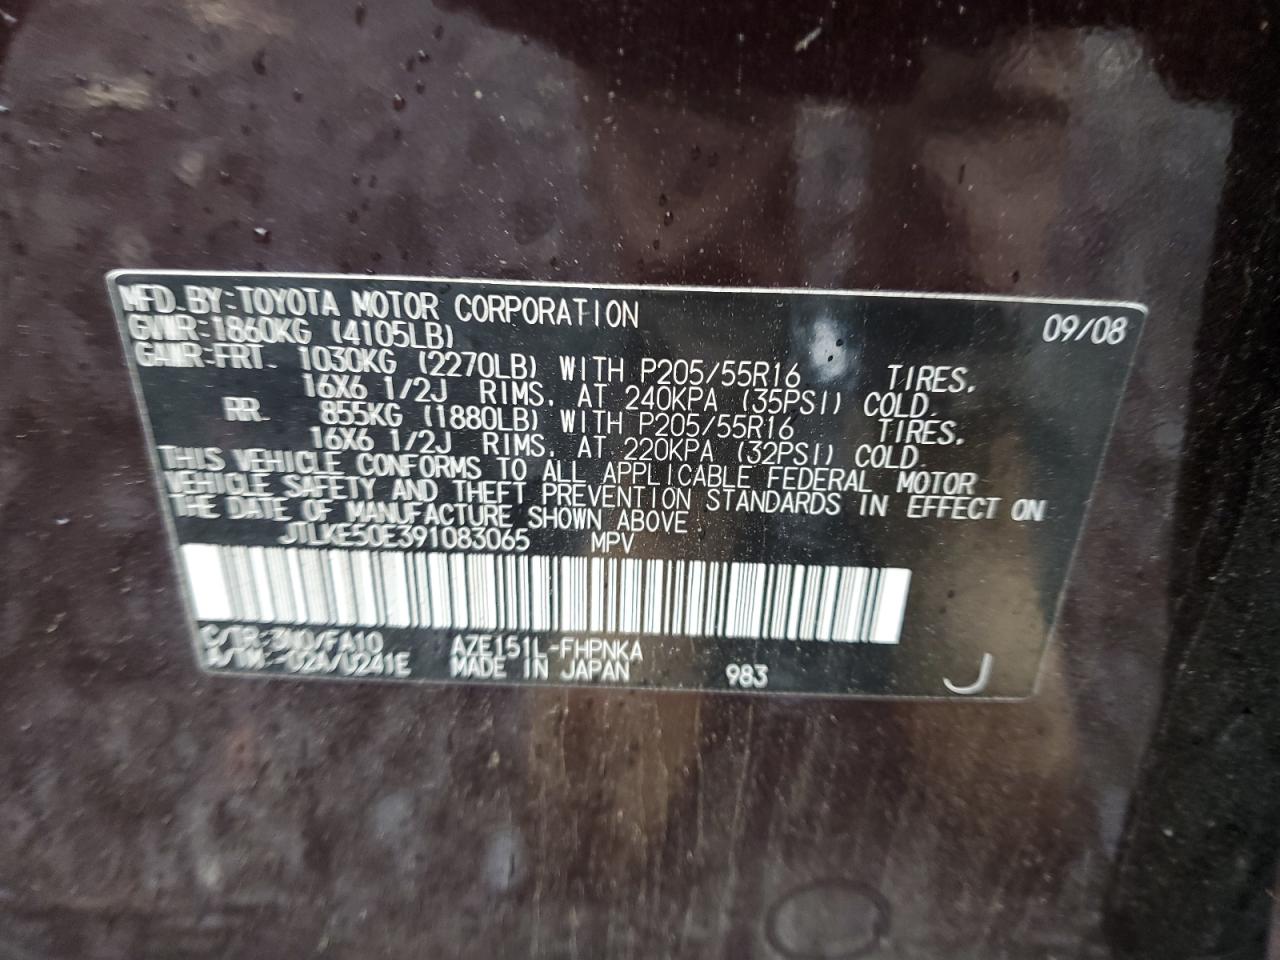 MFD.BY:TOYOTA MOTOR CORPORATION 09/08
GVWR:1860KG (4105LB)
GAWR:FRT. 1030KG (2270LB) WITH P205/55R16 TIRES,
16X6 1/2J RIMS, AT 240KPA (35PSI) COLD.
RR. 855KG (1880LB) WITH P205/55R16 TIRES,
16X6 1/2J RIMS, AT 220KPA (32PSI) COLD.
THIS VEHICLE CONFORMS TO ALL APPLICABLE FEDERAL MOTOR
VEHICLE SAFETY AND THEFT PREVENTION STANDARDS IN EFFECT ON
THE DATE OF MANUFACTURE SHOWN ABOVE.
JTLKE50E391083065 MPV
C/TR:3N0/FA10 AZE151L-FHPNKA
A/TM:-02A/U241E MADE IN JAPAN 983 J